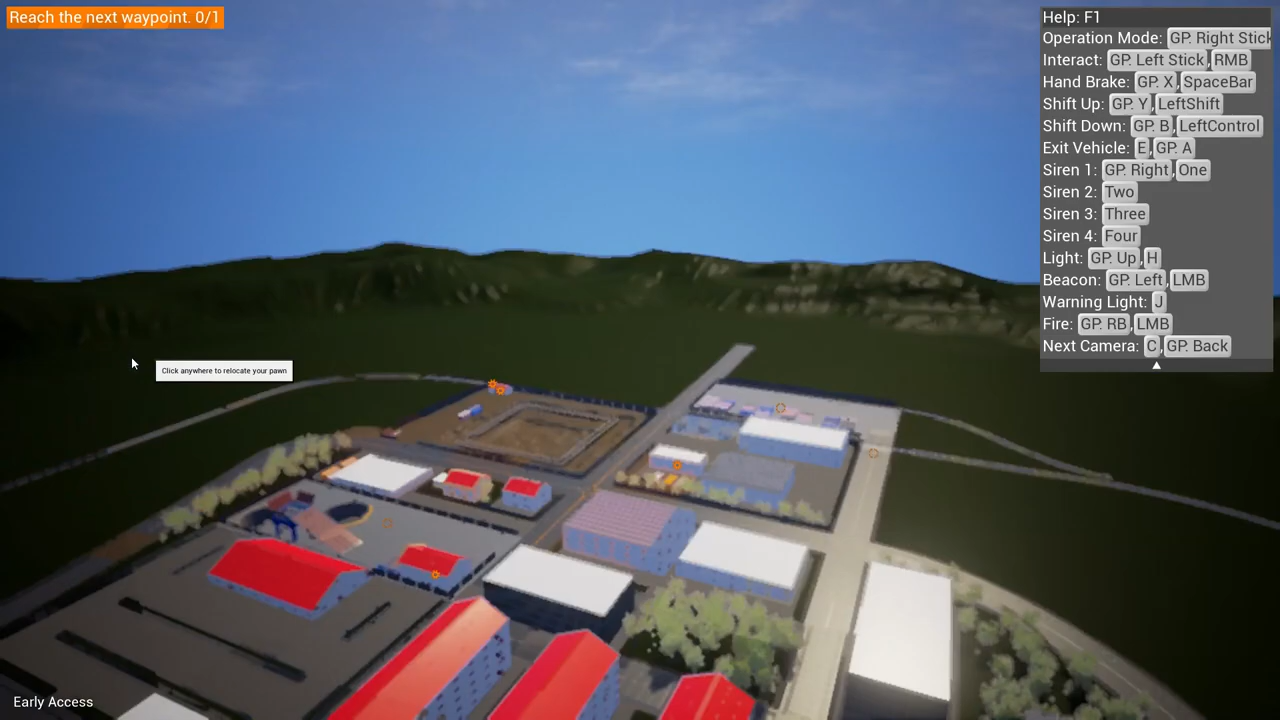 Reach the next waypoint. 0/1
Help: F1
Operation Mode: GP. Right Stick
Interact: GP. Left Stick, RMB
Hand Brake: GP. X, SpaceBar
Shift Up: GP. Y, LeftShift
Shift Down: GP. B, LeftControl
Exit Vehicle: E, GP. A
Siren 1: GP. Right, One
Siren 2: Two
Siren 3: Three
Siren 4: Four
Light: GP. Up, H
Beacon: GP. Left, LMB
Warning Light: J
Fire: GP. RB, LMB
Next Camera: C, GP. Back
Click anywhere to relocate your pawn
Early Access